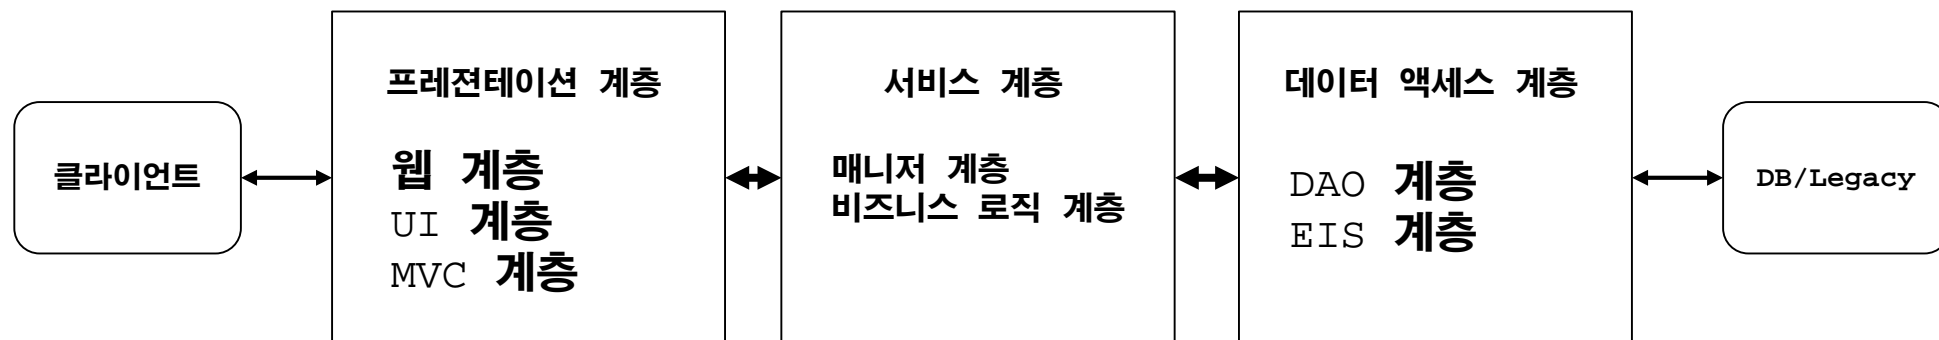 클라이언트
프레젼테이션 계층
웹 계층
UI 계층
MVC 계층
서비스 계층
매니저 계층
비즈니스 로직 계층
데이터 액세스 계층
DAO 계층
EIS 계층
DB/Legacy